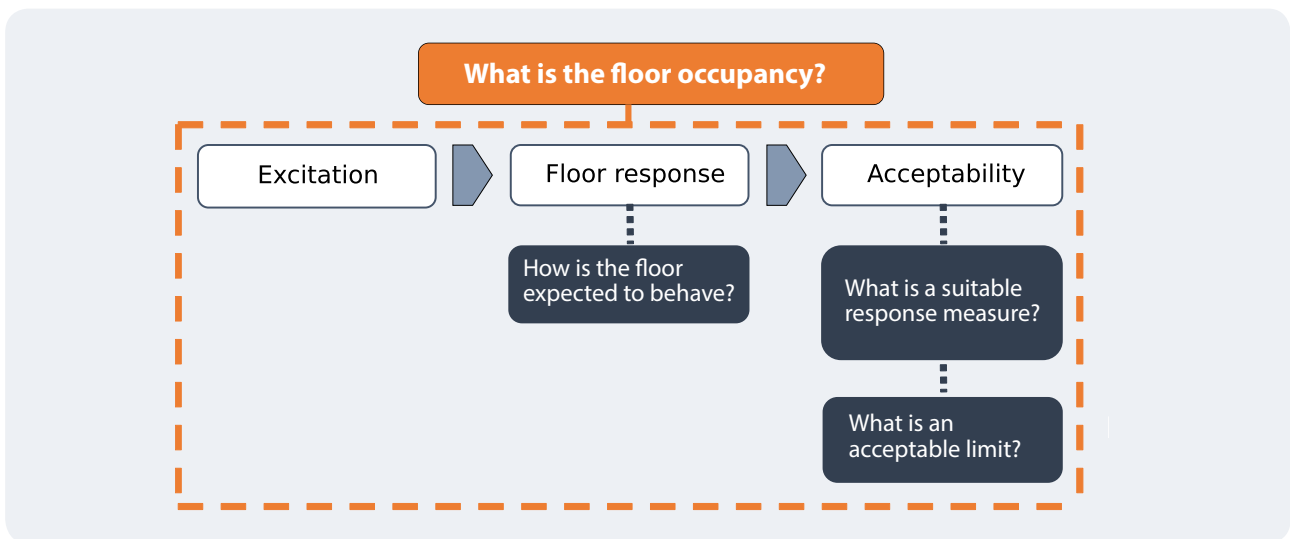 What is the floor occupancy?
Excitation
Floor response
Acceptability
How is the floor
expected to behave?
What is a suitable
response measure?
What is an
acceptable limit?